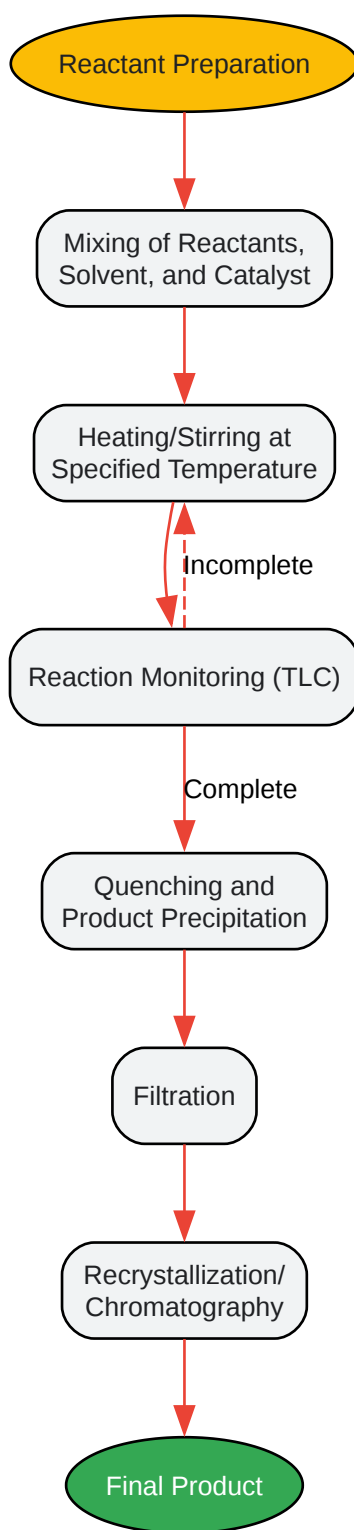 Reactant Preparation
Mixing of Reactants,
Solvent, and Catalyst
Heating/Stirring at
Specified Temperature
Incomplete
Reaction Monitoring (TLC)
Complete
Quenching and
Product Precipitation
Filtration
Recrystallization/
Chromatography
Final Product